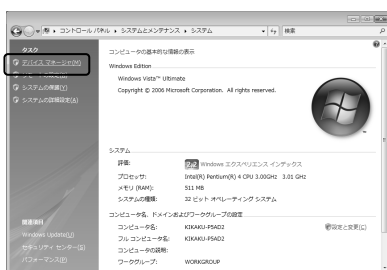 コントロール パネル ▸ システムとメンテナンス ▸ システム
検索
タスク
デバイス マネージャ(M)
システムの保護(Y)
システムの詳細設定(A)
コンピュータの基本的な情報の表示
Windows Edition
Windows Vista™ Ultimate
Copyright © 2006 Microsoft Corporation. All rights reserved.
システム
評価: 2.2 Windows エクスペリエンス インデックス
プロセッサ: Intel(R) Pentium(R) 4 CPU 3.00GHz 3.01 GHz
メモリ (RAM): 511 MB
システムの種類: 32 ビット オペレーティング システム
コンピュータ名、ドメインおよびワークグループの設定
コンピュータ名: KIKAKU-P5AD2
設定と変更(C)
フル コンピュータ名: KIKAKU-P5AD2
コンピュータの説明:
ワークグループ: WORKGROUP
関連項目
Windows Update(U)
セキュリティ センター(S)
パフォーマンス(P)